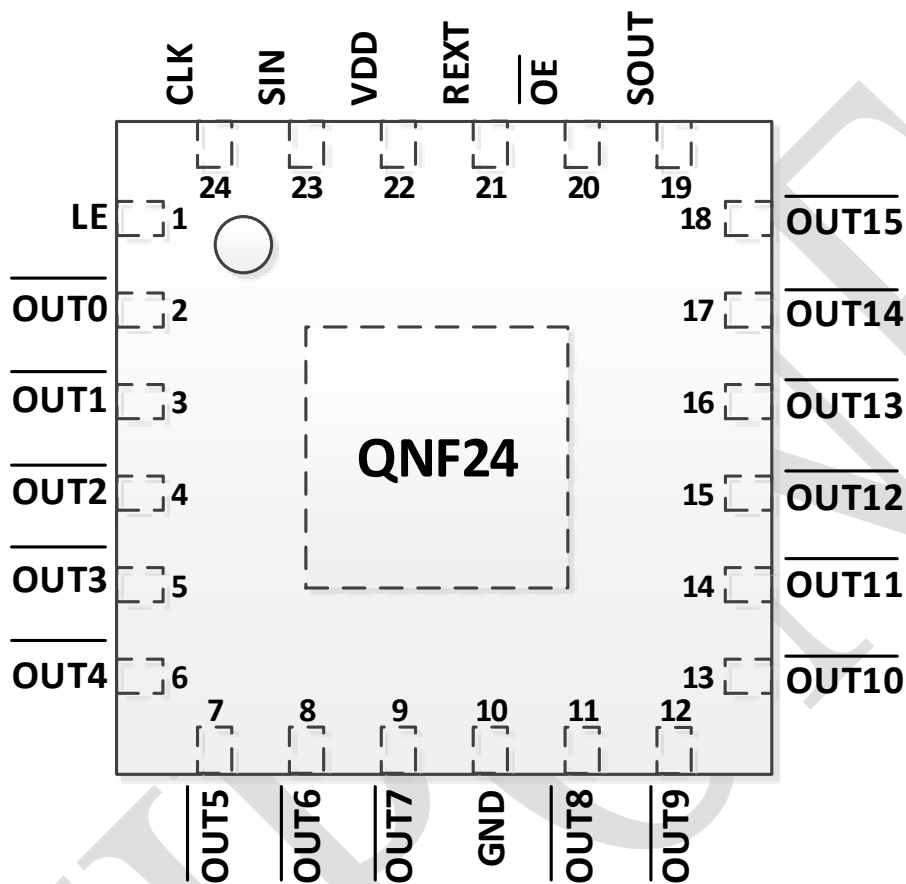 CLK SIN VDD REXT OE SOUT
24 23 22 21 20 19
LE 1 18 OUT15
OUT0 2 17 OUT14
OUT1 3 16 OUT13
QNF24
OUT2 4 15 OUT12
OUT3 5 14 OUT11
OUT4 6 13 OUT10
7 8 9 10 11 12
OUT5 OUT6 OUT7 GND OUT8 OUT9